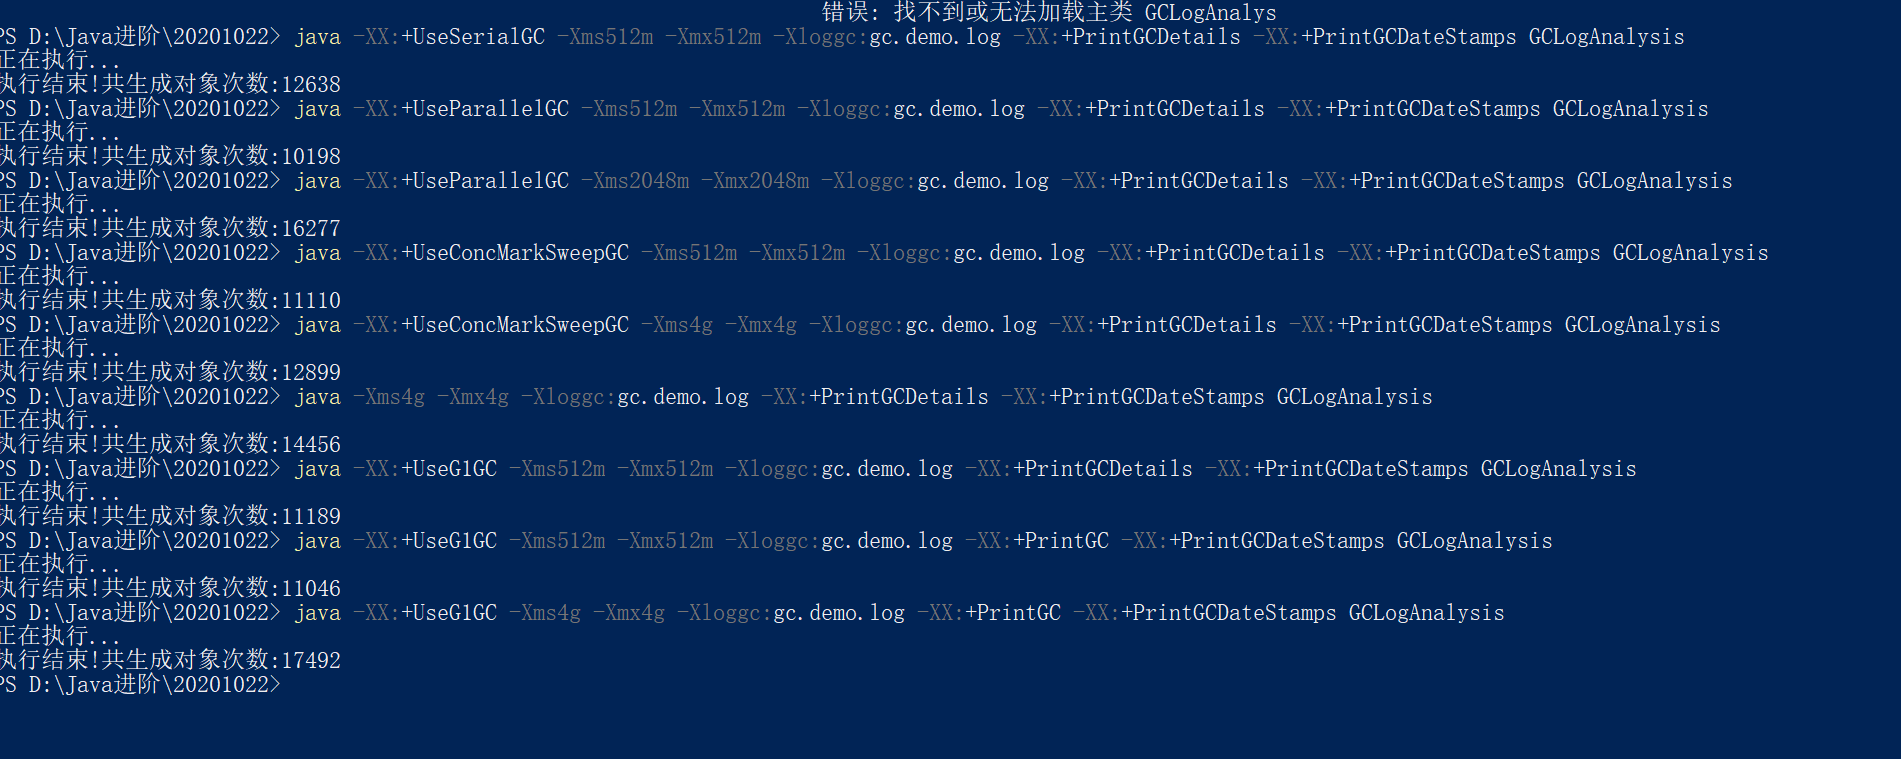 错误: 找不到或无法加载主类 GCLogAnalys
PS D:\Java进阶\20201022> java -XX:+UseSerialGC -Xms512m -Xmx512m -Xloggc:gc.demo.log -XX:+PrintGCDetails -XX:+PrintGCDateStamps GCLogAnalysis
正在执行...
执行结束!共生成对象次数:12638
PS D:\Java进阶\20201022> java -XX:+UseParallelGC -Xms512m -Xmx512m -Xloggc:gc.demo.log -XX:+PrintGCDetails -XX:+PrintGCDateStamps GCLogAnalysis
正在执行...
执行结束!共生成对象次数:10198
PS D:\Java进阶\20201022> java -XX:+UseParallelGC -Xms2048m -Xmx2048m -Xloggc:gc.demo.log -XX:+PrintGCDetails -XX:+PrintGCDateStamps GCLogAnalysis
正在执行...
执行结束!共生成对象次数:16277
PS D:\Java进阶\20201022> java -XX:+UseConcMarkSweepGC -Xms512m -Xmx512m -Xloggc:gc.demo.log -XX:+PrintGCDetails -XX:+PrintGCDateStamps GCLogAnalysis
正在执行...
执行结束!共生成对象次数:11110
PS D:\Java进阶\20201022> java -XX:+UseConcMarkSweepGC -Xms4g -Xmx4g -Xloggc:gc.demo.log -XX:+PrintGCDetails -XX:+PrintGCDateStamps GCLogAnalysis
正在执行...
执行结束!共生成对象次数:12899
PS D:\Java进阶\20201022> java -Xms4g -Xmx4g -Xloggc:gc.demo.log -XX:+PrintGCDetails -XX:+PrintGCDateStamps GCLogAnalysis
正在执行...
执行结束!共生成对象次数:14456
PS D:\Java进阶\20201022> java -XX:+UseG1GC -Xms512m -Xmx512m -Xloggc:gc.demo.log -XX:+PrintGCDetails -XX:+PrintGCDateStamps GCLogAnalysis
正在执行...
执行结束!共生成对象次数:11189
PS D:\Java进阶\20201022> java -XX:+UseG1GC -Xms512m -Xmx512m -Xloggc:gc.demo.log -XX:+PrintGC -XX:+PrintGCDateStamps GCLogAnalysis
正在执行...
执行结束!共生成对象次数:11046
PS D:\Java进阶\20201022> java -XX:+UseG1GC -Xms4g -Xmx4g -Xloggc:gc.demo.log -XX:+PrintGC -XX:+PrintGCDateStamps GCLogAnalysis
正在执行...
执行结束!共生成对象次数:17492
PS D:\Java进阶\20201022>